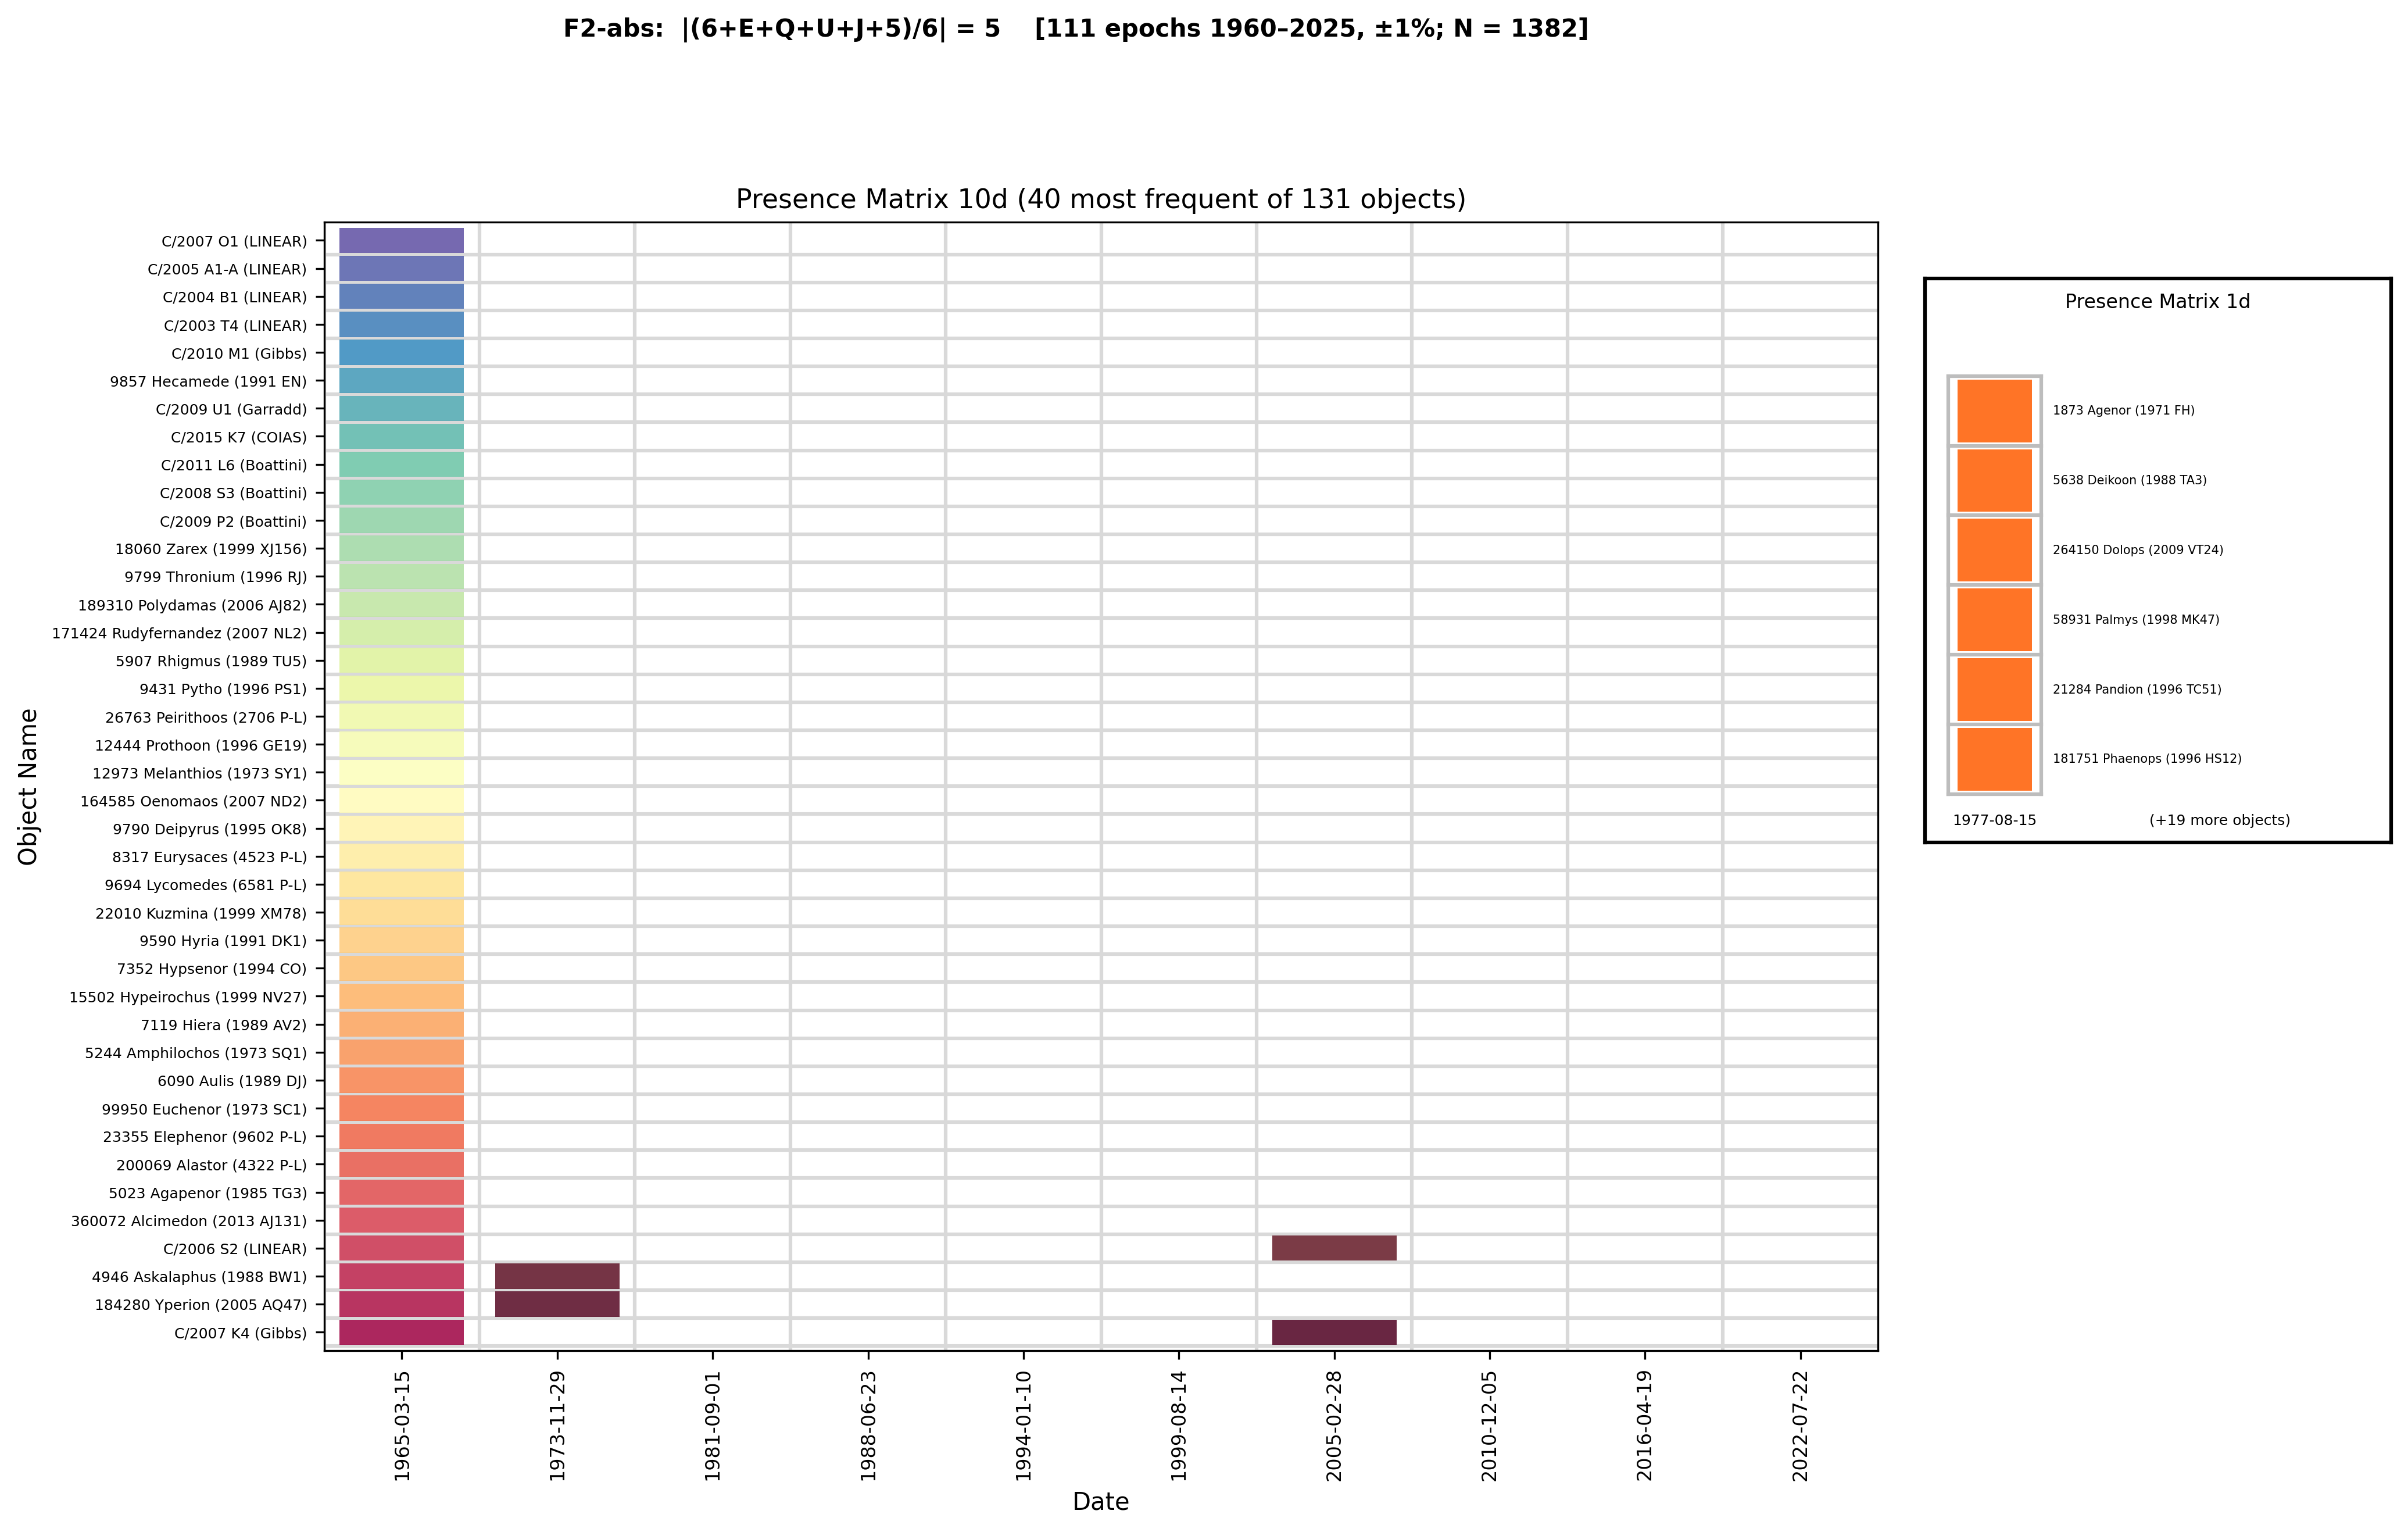 F2-abs:  |(6+E+Q+U+J+5)/6| = 5    [111 epochs 1960–2025, ±1%; N = 1382]
Presence Matrix 10d (40 most frequent of 131 objects)
Object Name
C/2007 O1 (LINEAR)
C/2005 A1-A (LINEAR)
C/2004 B1 (LINEAR)
C/2003 T4 (LINEAR)
C/2010 M1 (Gibbs)
9857 Hecamede (1991 EN)
C/2009 U1 (Garradd)
C/2015 K7 (COIAS)
C/2011 L6 (Boattini)
C/2008 S3 (Boattini)
C/2009 P2 (Boattini)
18060 Zarex (1999 XJ156)
9799 Thronium (1996 RJ)
189310 Polydamas (2006 AJ82)
171424 Rudyfernandez (2007 NL2)
5907 Rhigmus (1989 TU5)
9431 Pytho (1996 PS1)
26763 Peirithoos (2706 P-L)
12444 Prothoon (1996 GE19)
12973 Melanthios (1973 SY1)
164585 Oenomaos (2007 ND2)
9790 Deipyrus (1995 OK8)
8317 Eurysaces (4523 P-L)
9694 Lycomedes (6581 P-L)
22010 Kuzmina (1999 XM78)
9590 Hyria (1991 DK1)
7352 Hypsenor (1994 CO)
15502 Hypeirochus (1999 NV27)
7119 Hiera (1989 AV2)
5244 Amphilochos (1973 SQ1)
6090 Aulis (1989 DJ)
99950 Euchenor (1973 SC1)
23355 Elephenor (9602 P-L)
200069 Alastor (4322 P-L)
5023 Agapenor (1985 TG3)
360072 Alcimedon (2013 AJ131)
C/2006 S2 (LINEAR)
4946 Askalaphus (1988 BW1)
184280 Yperion (2005 AQ47)
C/2007 K4 (Gibbs)
1965-03-15
1973-11-29
1981-09-01
1988-06-23
1994-01-10
1999-08-14
2005-02-28
2010-12-05
2016-04-19
2022-07-22
Date
Presence Matrix 1d
1873 Agenor (1971 FH)
5638 Deikoon (1988 TA3)
264150 Dolops (2009 VT24)
58931 Palmys (1998 MK47)
21284 Pandion (1996 TC51)
181751 Phaenops (1996 HS12)
1977-08-15
(+19 more objects)